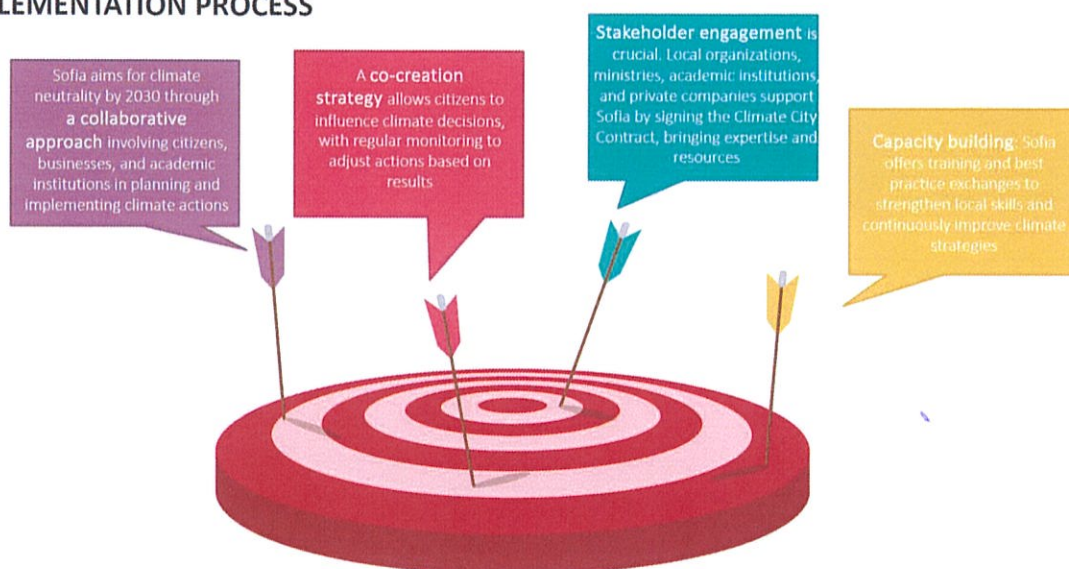 LEMENTATION PROCESS
Sofia aims for climate
neutrality by 2030 through
a collaborative
approach involving citizens,
businesses, and academic
institutions in planning and
implementing climate actions
A co-creation
strategy allows citizens to
influence climate decisions,
with regular monitoring to
adjust actions based on
results
Stakeholder engagement is
crucial. Local organizations,
ministries, academic institutions,
and private companies support
Sofia by signing the Climate City
Contract, bringing expertise and
resources
Capacity building: Sofia
offers training and best
practice exchanges to
strengthen local skills and
continuously improve climate
strategies